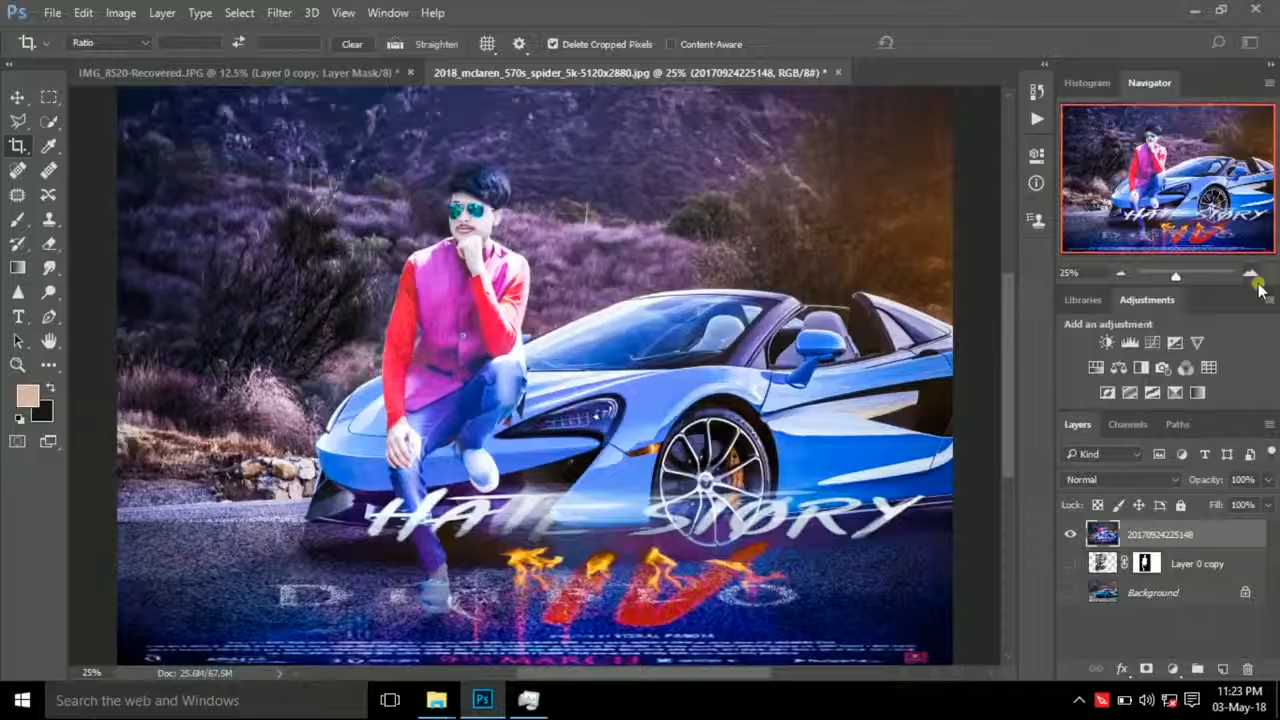 Ps File Edit Image Layer Type Select Filter 3D View Window Help
Ratio Clear Straighten Delete Cropped Pixels Content-Aware
IMG_8520-Recovered.JPG @ 12.5% (Layer 0 copy, Layer Mask/8) * × 2018_mclaren_570s_spider_5k-5120x2880.jpg @ 25% (20170924225148, RGB/8#) * ×
Histogram Navigator
25%
Libraries Adjustments
Add an adjustment
Layers Channels Paths
Kind
Normal Opacity: 100%
Lock: Fill: 100%
20170924225148
Layer 0 copy
Background
HATE STORY
IV
25% Doc: 25.6M/67.5M
Search the web and Windows
Ps
11:23 PM
03-May-18